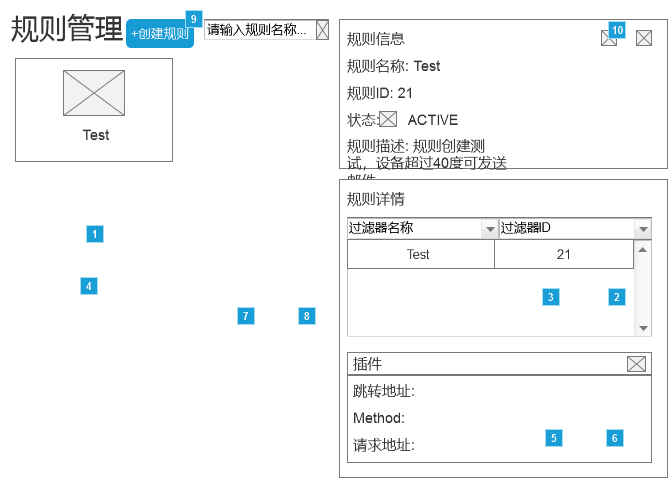 规则管理
+创建规则
9
请输入规则名称...
Test
1
4
7
8
规则信息
10
规则名称: Test
规则ID: 21
状态: ACTIVE
规则描述: 规则创建测
试，设备超过40度可发送
邮件
规则详情
过滤器名称 过滤器ID
Test 21
3
2
插件
跳转地址:
Method:
请求地址:
5
6